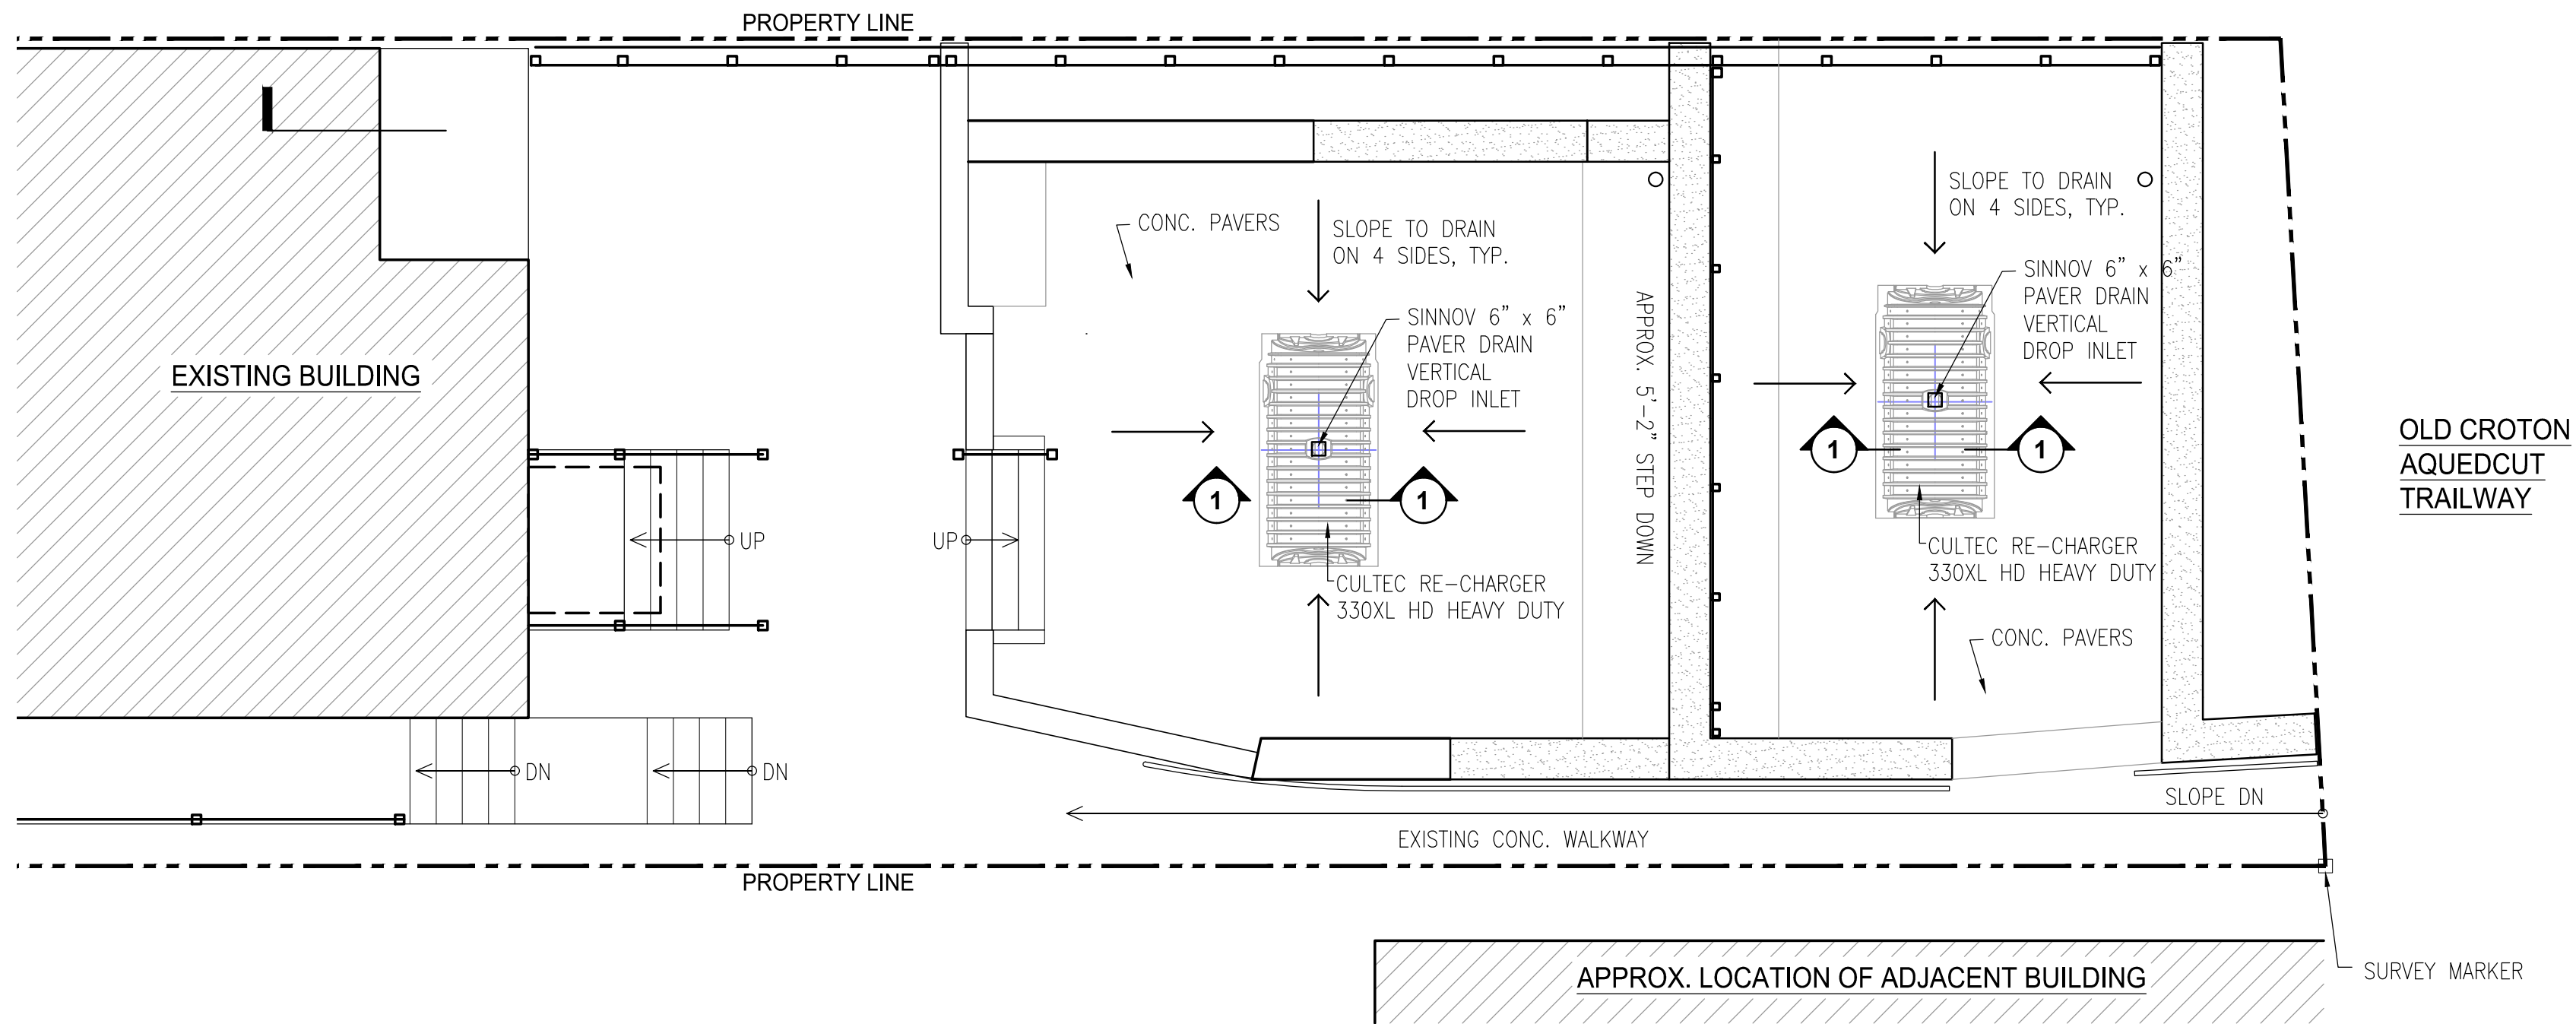 PROPERTY LINE
EXISTING BUILDING
CONC. PAVERS
SLOPE TO DRAIN
ON 4 SIDES, TYP.
SINNOV 6" x 6"
PAVER DRAIN
VERTICAL
DROP INLET
1
1
CULTEC RE-CHARGER
330XL HD HEAVY DUTY
APPROX. 5'-2" STEP DOWN
SLOPE TO DRAIN
ON 4 SIDES, TYP.
SINNOV 6" x 6"
PAVER DRAIN
VERTICAL
DROP INLET
1
1
CULTEC RE-CHARGER
330XL HD HEAVY DUTY
CONC. PAVERS
OLD CROTON
AQUEDCUT
TRAILWAY
UP
UP
DN
DN
SLOPE DN
EXISTING CONC. WALKWAY
PROPERTY LINE
APPROX. LOCATION OF ADJACENT BUILDING
SURVEY MARKER